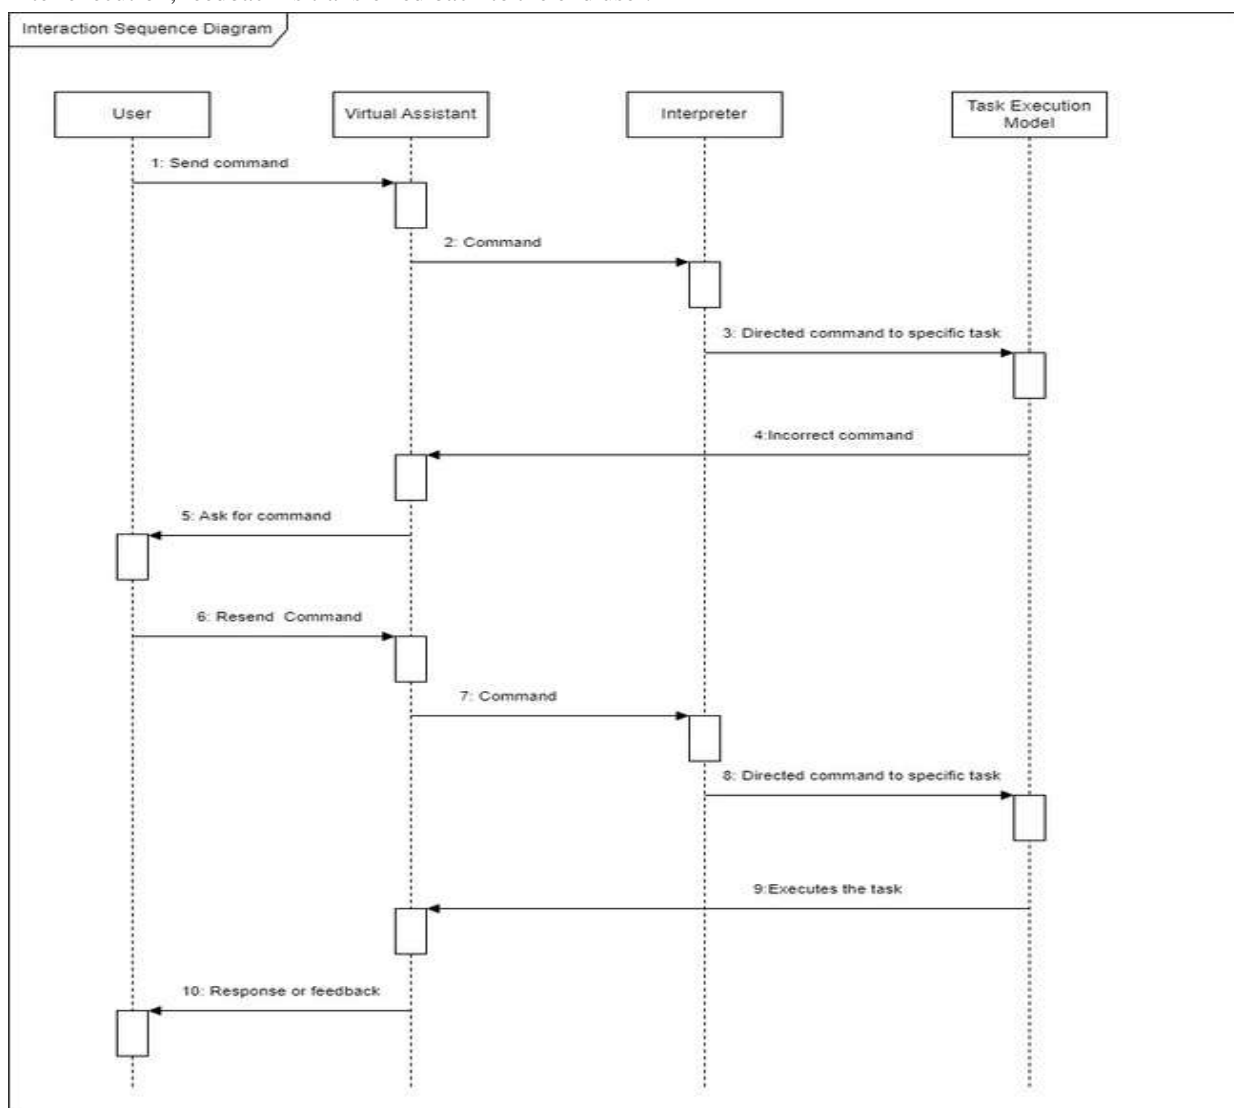 Interaction Sequence Diagram
User
Virtual Assistant
Interpreter
Task Execution
Model
1: Send command
2: Command
3: Directed command to specific task
4:Incorrect command
5: Ask for command
6: Resend  Command
7: Command
8: Directed command to specific task
9:Executes the task
10: Response or feedback